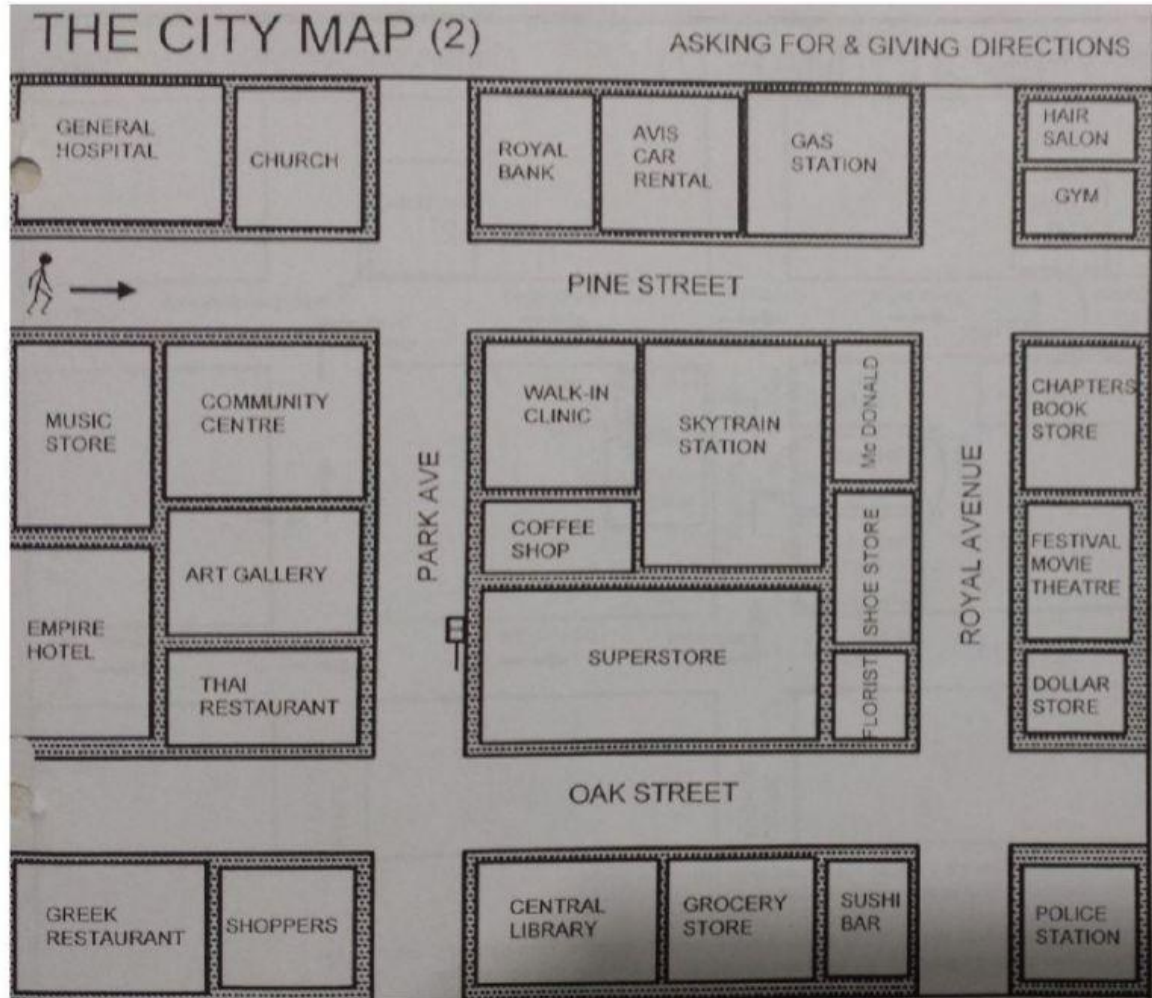 THE CITY MAP (2)
ASKING FOR & GIVING DIRECTIONS
GENERAL
HOSPITAL
CHURCH
ROYAL
BANK
AVIS
CAR
RENTAL
GAS
STATION
HAIR
SALON
GYM
PINE STREET
MUSIC
STORE
COMMUNITY
CENTRE
WALK-IN
CLINIC
SKYTRAIN
STATION
Mc DONALD
CHAPTERS
BOOK
STORE
PARK AVE
ROYAL AVENUE
COFFEE
SHOP
SHOE STORE
FESTIVAL
MOVIE
THEATRE
ART GALLERY
EMPIRE
HOTEL
THAI
RESTAURANT
SUPERSTORE
FLORIST
DOLLAR
STORE
OAK STREET
GREEK
RESTAURANT
SHOPPERS
CENTRAL
LIBRARY
GROCERY
STORE
SUSHI
BAR
POLICE
STATION